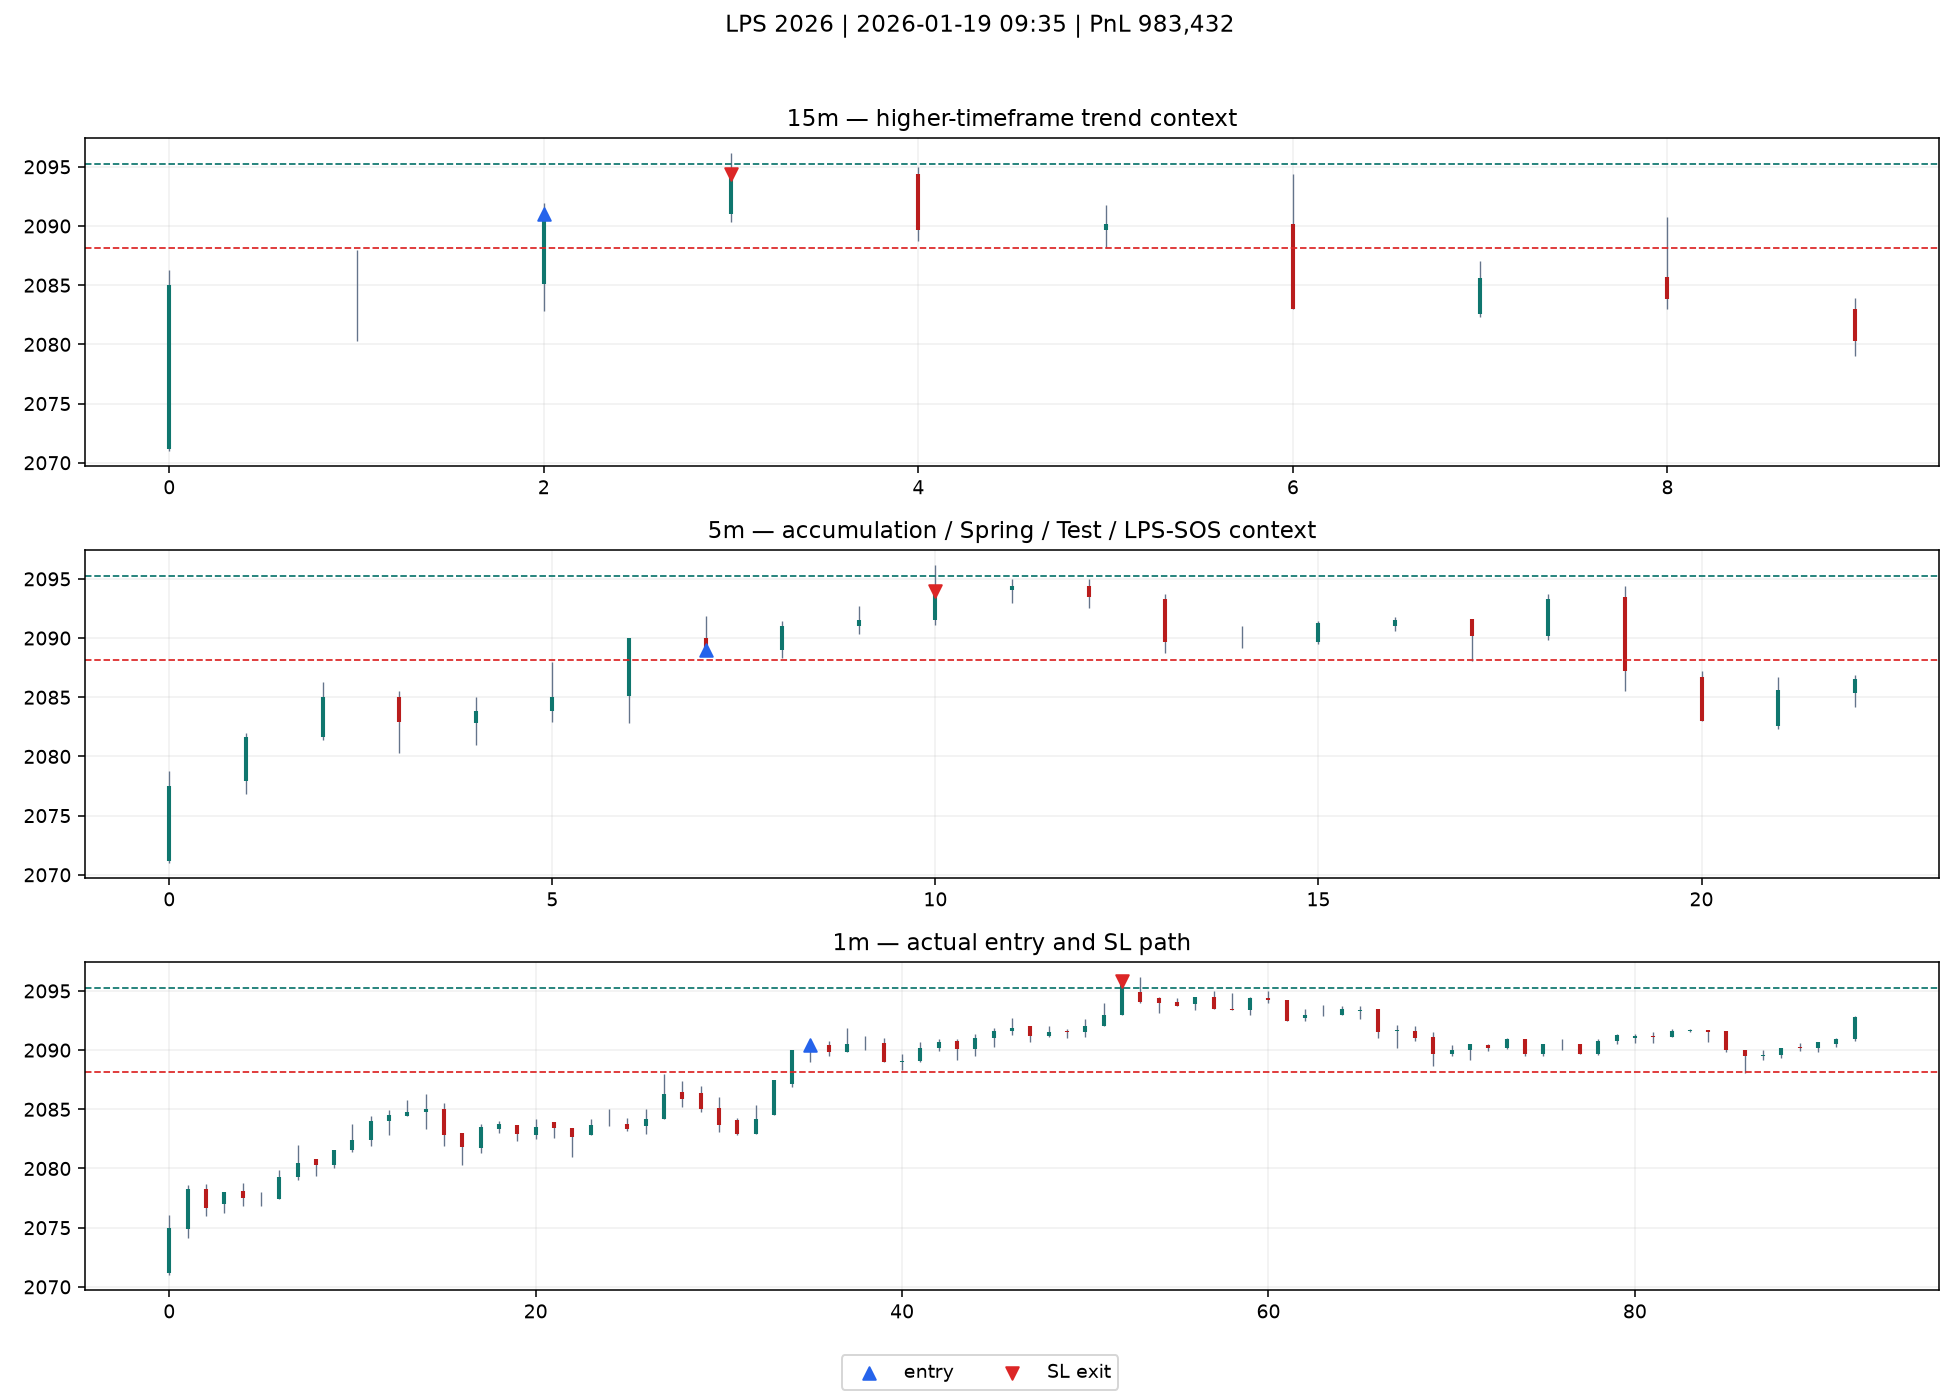 LPS 2026 | 2026-01-19 09:35 | PnL 983,432
15m — higher-timeframe trend context
2095
2090
2085
2080
2075
2070
0 2 4 6 8
5m — accumulation / Spring / Test / LPS-SOS context
2095
2090
2085
2080
2075
2070
0 5 10 15 20
1m — actual entry and SL path
2095
2090
2085
2080
2075
2070
0 20 40 60 80
entry SL exit